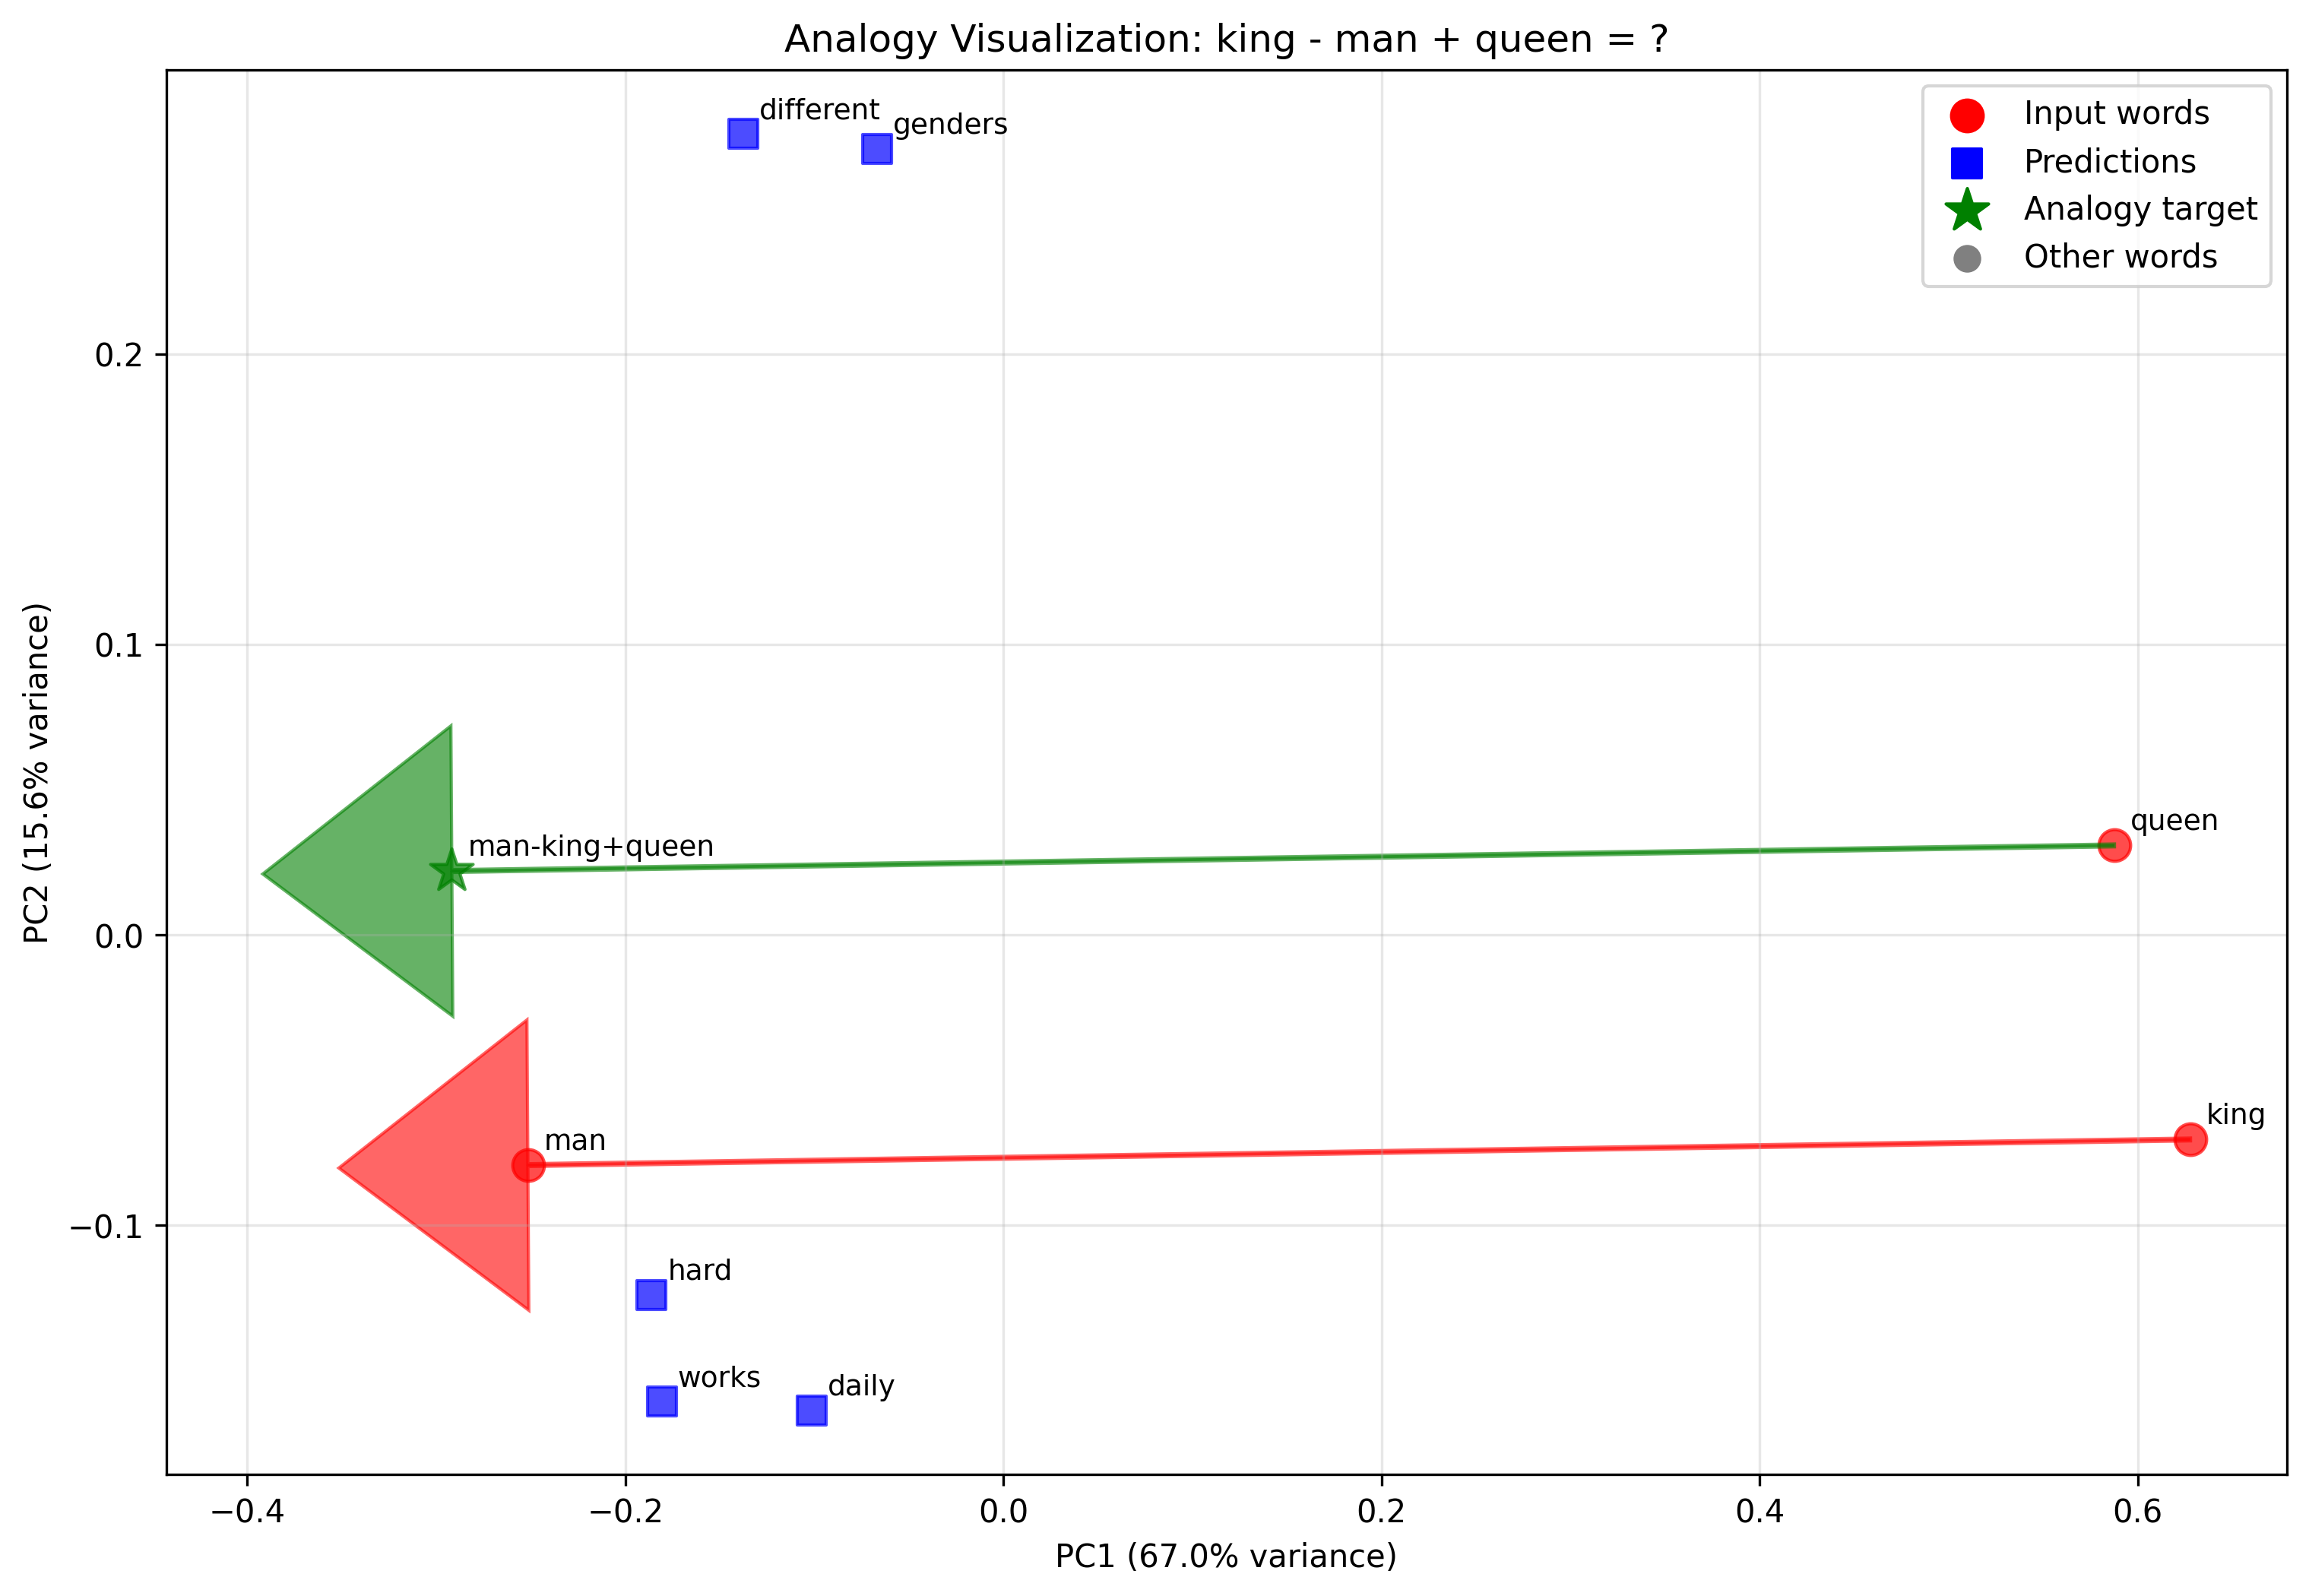 Analogy Visualization: king - man + queen = ?
different
genders
Input words
Predictions
Analogy target
Other words
0.2
0.1
0.0
−0.1
PC2 (15.6% variance)
man-king+queen
queen
man
king
hard
works
daily
−0.4
−0.2
0.0
0.2
0.4
0.6
PC1 (67.0% variance)